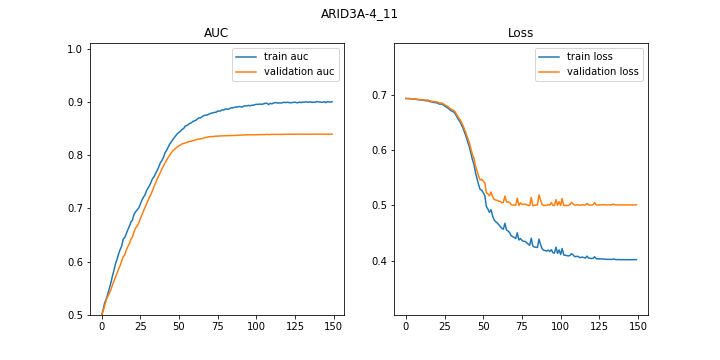 ARID3A-4_11
AUC
train auc
validation auc
1.0
0.9
0.8
0.7
0.6
0.5
0 25 50 75 100 125 150
Loss
train loss
validation loss
0.7
0.6
0.5
0.4
0 25 50 75 100 125 150